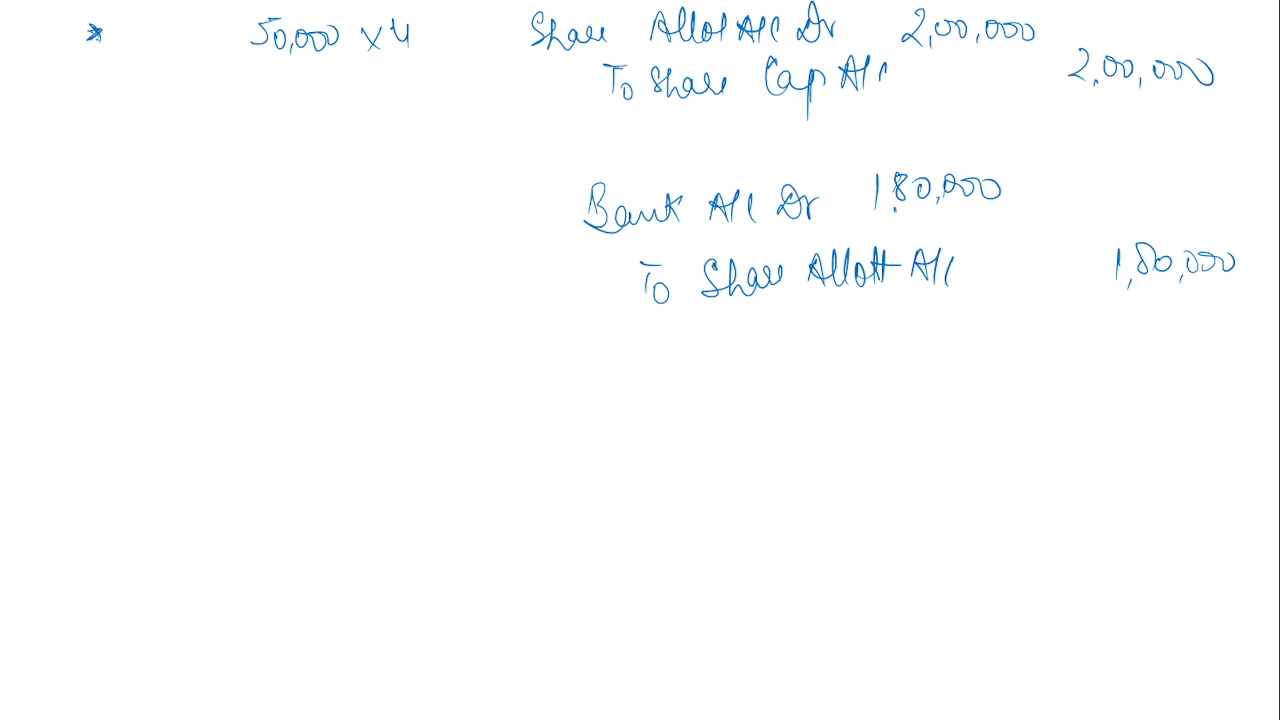 * 50,000 x 4 Share Allot A/c Dr 2,00,000
To Share Cap A/c 2,00,000
Bank A/c Dr 1,80,000
To Share Allott A/c 1,80,000